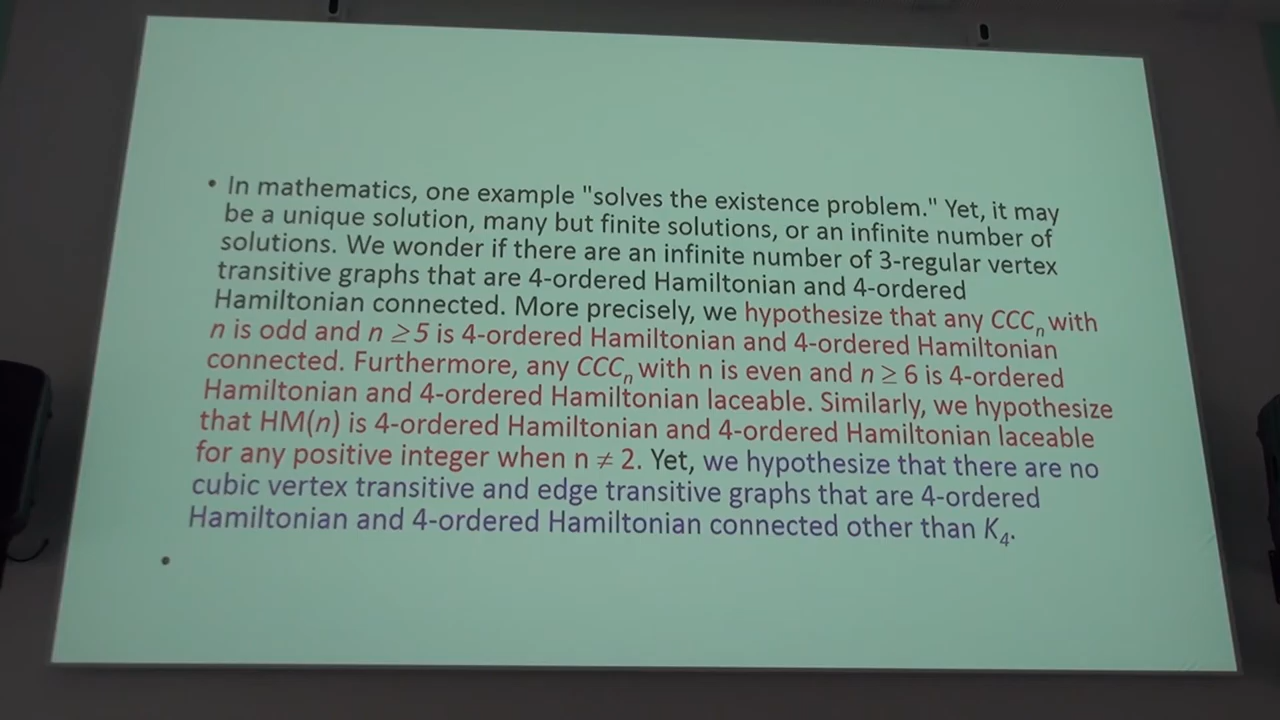 • In mathematics, one example "solves the existence problem." Yet, it may
be a unique solution, many but finite solutions, or an infinite number of
solutions. We wonder if there are an infinite number of 3-regular vertex
transitive graphs that are 4-ordered Hamiltonian and 4-ordered
Hamiltonian connected. More precisely, we hypothesize that any CCCₙ with
n is odd and n ≥ 5 is 4-ordered Hamiltonian and 4-ordered Hamiltonian
connected. Furthermore, any CCCₙ with n is even and n ≥ 6 is 4-ordered
Hamiltonian and 4-ordered Hamiltonian laceable. Similarly, we hypothesize
that HM(n) is 4-ordered Hamiltonian and 4-ordered Hamiltonian laceable
for any positive integer when n ≠ 2. Yet, we hypothesize that there are no
cubic vertex transitive and edge transitive graphs that are 4-ordered
Hamiltonian and 4-ordered Hamiltonian connected other than K₄.
•